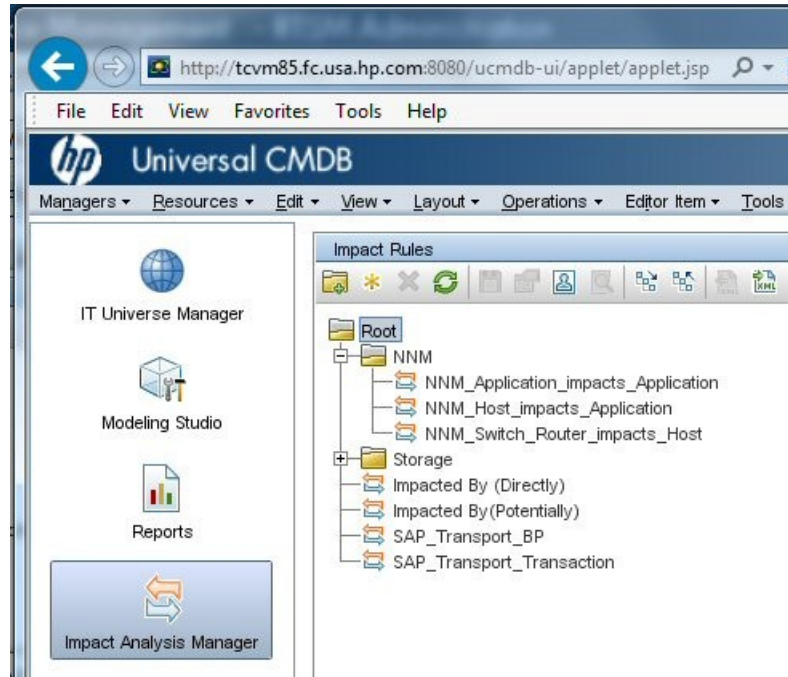 http://tcvm85.fc.usa.hp.com:8080/ucmdb-ui/applet/applet.jsp
File Edit View Favorites Tools Help
hp Universal CMDB
Managers Resources Edit View Layout Operations Editor Item Tools
IT Universe Manager
Modeling Studio
Reports
Impact Analysis Manager
Impact Rules
XML
Root
NNM
NNM_Application_impacts_Application
NNM_Host_impacts_Application
NNM_Switch_Router_impacts_Host
Storage
Impacted By (Directly)
Impacted By(Potentially)
SAP_Transport_BP
SAP_Transport_Transaction